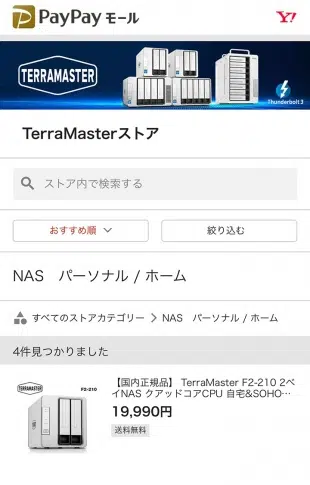 PayPay モール
Y!
TERRAMASTER
Thunderbolt 3
TerraMasterストア
ストア内で検索する
おすすめ順
絞り込む
NAS パーソナル / ホーム
すべてのストアカテゴリー
NAS パーソナル / ホーム
4件見つかりました
TERRAMASTER
F2-210
【国内正規品】 TerraMaster F2-210 2ベ
イNAS クアッドコアCPU 自宅&SOHO…
19,990円
送料無料